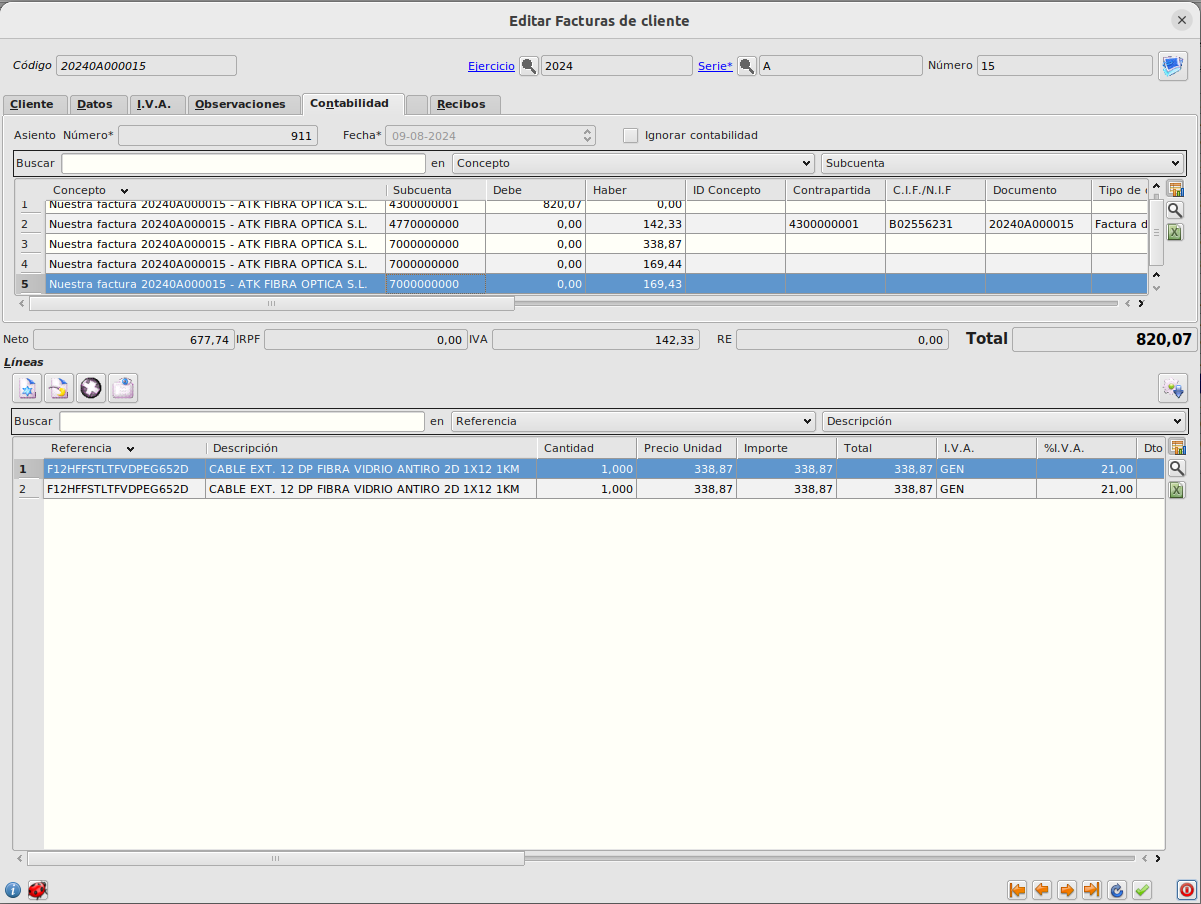 Editar Facturas de cliente
Código 20240A000015 Ejercicio 2024 Serie* A Número 15
Cliente Datos I.V.A. Observaciones Contabilidad Recibos
Asiento Número* 911 Fecha* 09-08-2024 Ignorar contabilidad
Buscar en Concepto Subcuenta
Concepto Subcuenta Debe Haber ID Concepto Contrapartida C.I.F./N.I.F Documento Tipo de
1 Nuestra factura 20240A000015 - ATK FIBRA OPTICA S.L. 4300000001 820,07 0,00
2 Nuestra factura 20240A000015 - ATK FIBRA OPTICA S.L. 4770000000 0,00 142,33 4300000001 B02556231 20240A000015 Factura d
3 Nuestra factura 20240A000015 - ATK FIBRA OPTICA S.L. 7000000000 0,00 338,87
4 Nuestra factura 20240A000015 - ATK FIBRA OPTICA S.L. 7000000000 0,00 169,44
5 Nuestra factura 20240A000015 - ATK FIBRA OPTICA S.L. 7000000000 0,00 169,43
Neto 677,74 IRPF 0,00 IVA 142,33 RE 0,00 Total 820,07
Líneas
Buscar en Referencia Descripción
Referencia Descripción Cantidad Precio Unidad Importe Total I.V.A. %I.V.A. Dto
1 F12HFFSTLTFVDPEG652D CABLE EXT. 12 DP FIBRA VIDRIO ANTIRO 2D 1X12 1KM 1,000 338,87 338,87 338,87 GEN 21,00
2 F12HFFSTLTFVDPEG652D CABLE EXT. 12 DP FIBRA VIDRIO ANTIRO 2D 1X12 1KM 1,000 338,87 338,87 338,87 GEN 21,00